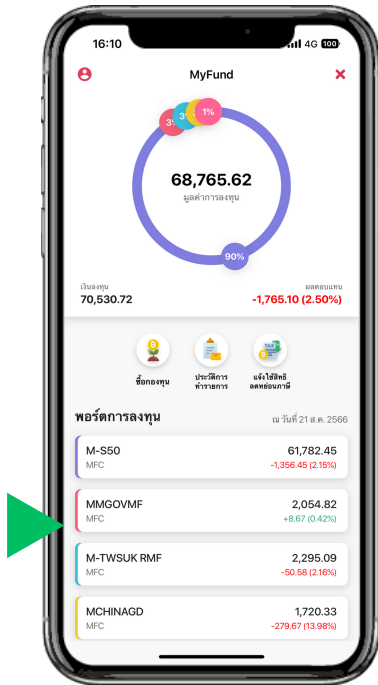 16:10
4G 100
MyFund
3% 3% 1%
68,765.62
มูลค่าการลงทุน
90%
เงินลงทุน ผลตอบแทน
70,530.72 -1,765.10 (2.50%)
TAX
ซื้อกองทุน ประวัติการ แจ้งใช้สิทธิ
ทำรายการ ลดหย่อนภาษี
พอร์ตการลงทุน ณ วันที่ 21 ส.ค. 2566
M-S50 61,782.45
MFC -1,356.45 (2.15%)
MMGOVMF 2,054.82
MFC +8.67 (0.42%)
M-TWSUK RMF 2,295.09
MFC -50.58 (2.16%)
MCHINAGD 1,720.33
MFC -279.67 (13.98%)